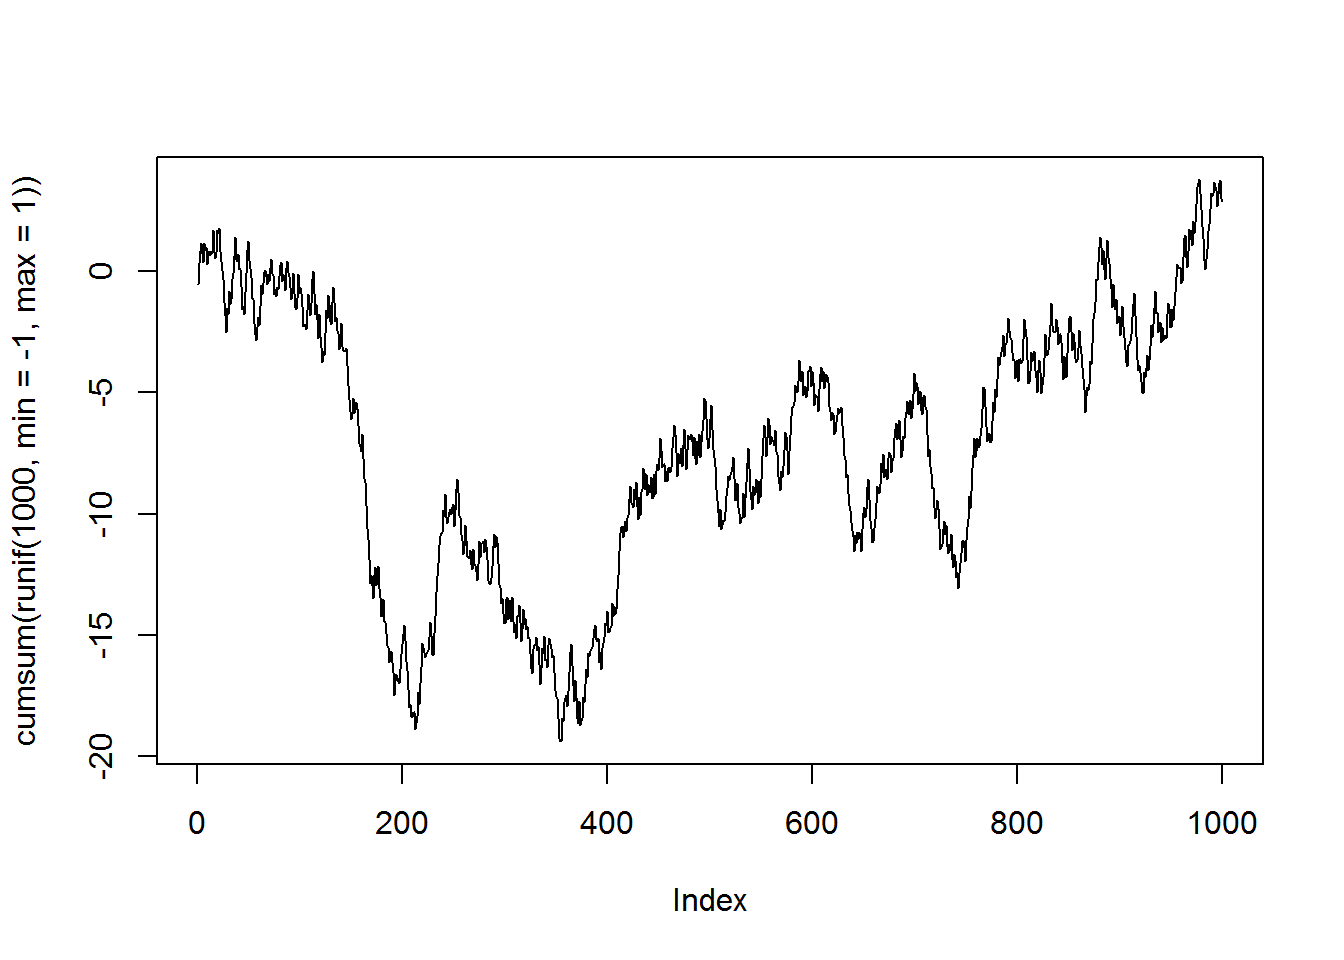 cumsum(runif(1000, min = -1, max = 1))
0
-5
-10
-15
-20
0 200 400 600 800 1000
Index